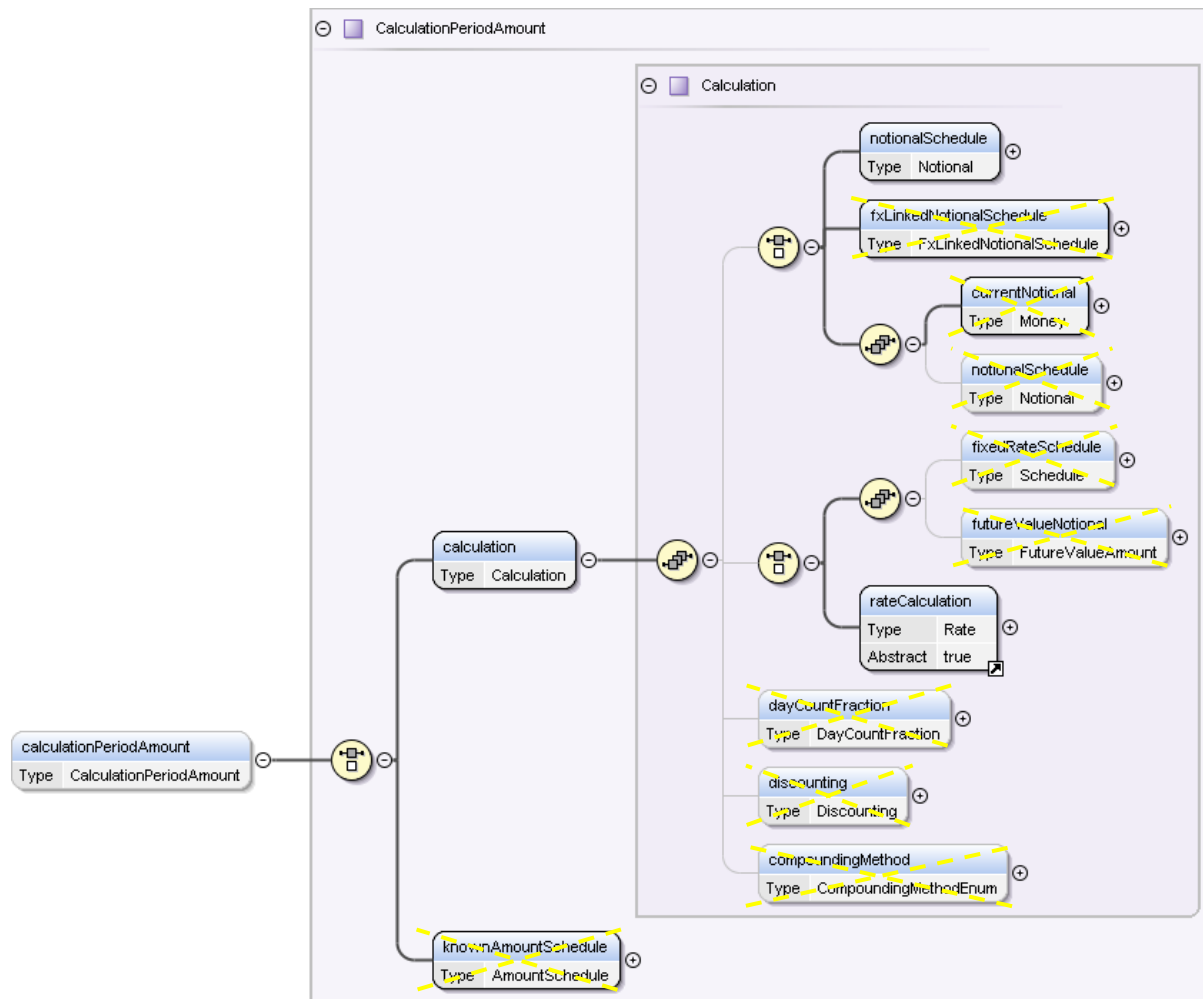 CalculationPeriodAmount
Calculation
notionalSchedule
Type Notional
fxLinkedNotionalSchedule
Type FxLinkedNotionalSchedule
currentNotional
Type Money
notionalSchedule
Type Notional
fixedRateSchedule
Type Schedule
futureValueNotional
Type FutureValueAmount
calculation
Type Calculation
rateCalculation
Type Rate
Abstract true
dayCountFraction
Type DayCountFraction
calculationPeriodAmount
Type CalculationPeriodAmount
discounting
Type Discounting
compoundingMethod
Type CompoundingMethodEnum
knownAmountSchedule
Type AmountSchedule